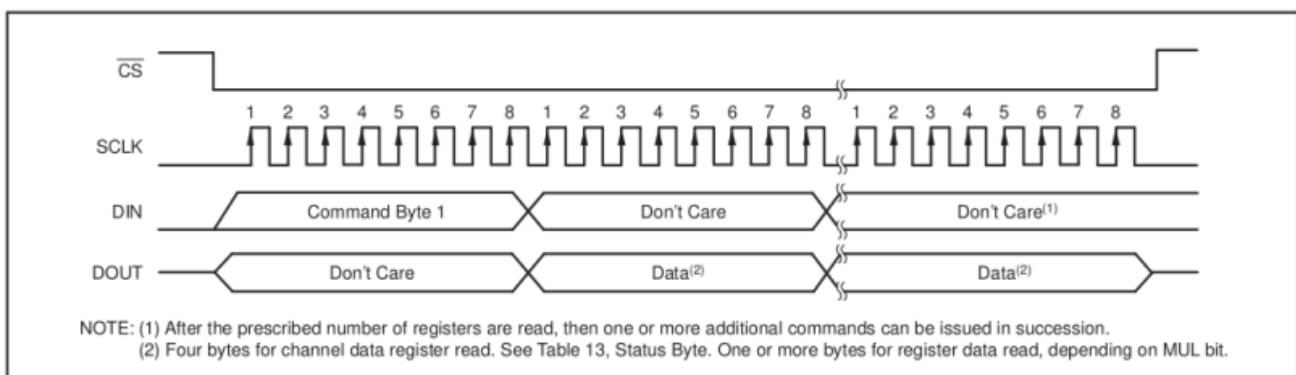 CS
1 2 3 4 5 6 7 8 1 2 3 4 5 6 7 8 1 2 3 4 5 6 7 8
SCLK
DIN Command Byte 1 Don't Care Don't Care(1)
DOUT Don't Care Data(2) Data(2)
NOTE: (1) After the prescribed number of registers are read, then one or more additional commands can be issued in succession.
(2) Four bytes for channel data register read. See Table 13, Status Byte. One or more bytes for register data read, depending on MUL bit.